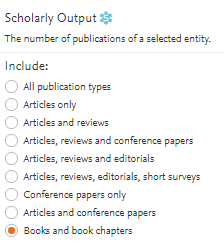 Scholarly Output
The number of publications of a selected entity.
Include:
All publication types
Articles only
Articles and reviews
Articles, reviews and conference papers
Articles, reviews and editorials
Articles, reviews, editorials, short surveys
Conference papers only
Articles and conference papers
Books and book chapters